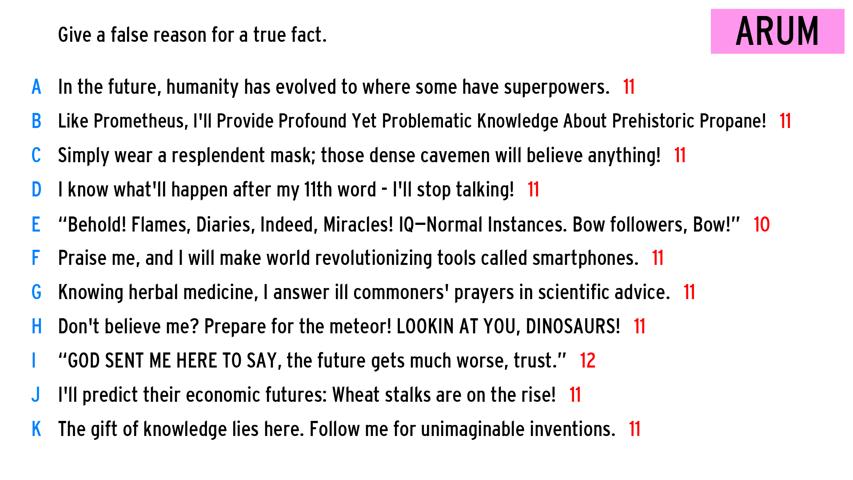 Give a false reason for a true fact.
ARUM
A In the future, humanity has evolved to where some have superpowers. 11
B Like Prometheus, I'll Provide Profound Yet Problematic Knowledge About Prehistoric Propane! 11
C Simply wear a resplendent mask; those dense cavemen will believe anything! 11
D I know what'll happen after my 11th word - I'll stop talking! 11
E “Behold! Flames, Diaries, Indeed, Miracles! IQ—Normal Instances. Bow followers, Bow!” 10
F Praise me, and I will make world revolutionizing tools called smartphones. 11
G Knowing herbal medicine, I answer ill commoners' prayers in scientific advice. 11
H Don't believe me? Prepare for the meteor! LOOKIN AT YOU, DINOSAURS! 11
I “GOD SENT ME HERE TO SAY, the future gets much worse, trust.” 12
J I'll predict their economic futures: Wheat stalks are on the rise! 11
K The gift of knowledge lies here. Follow me for unimaginable inventions. 11